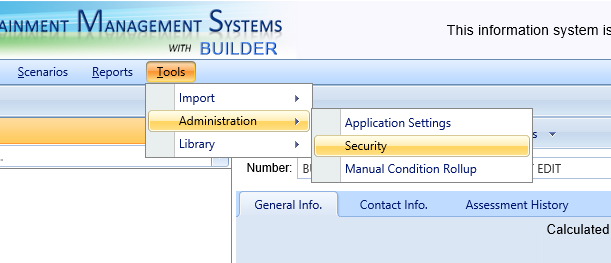 AINMENT MANAGEMENT SYSTEMS
WITH BUILDER
This information system is
Scenarios Reports Tools
Import
Administration
Library
Application Settings
Security
Manual Condition Rollup
s
Number: BU EDIT
General Info. Contact Info. Assessment History
Calculated